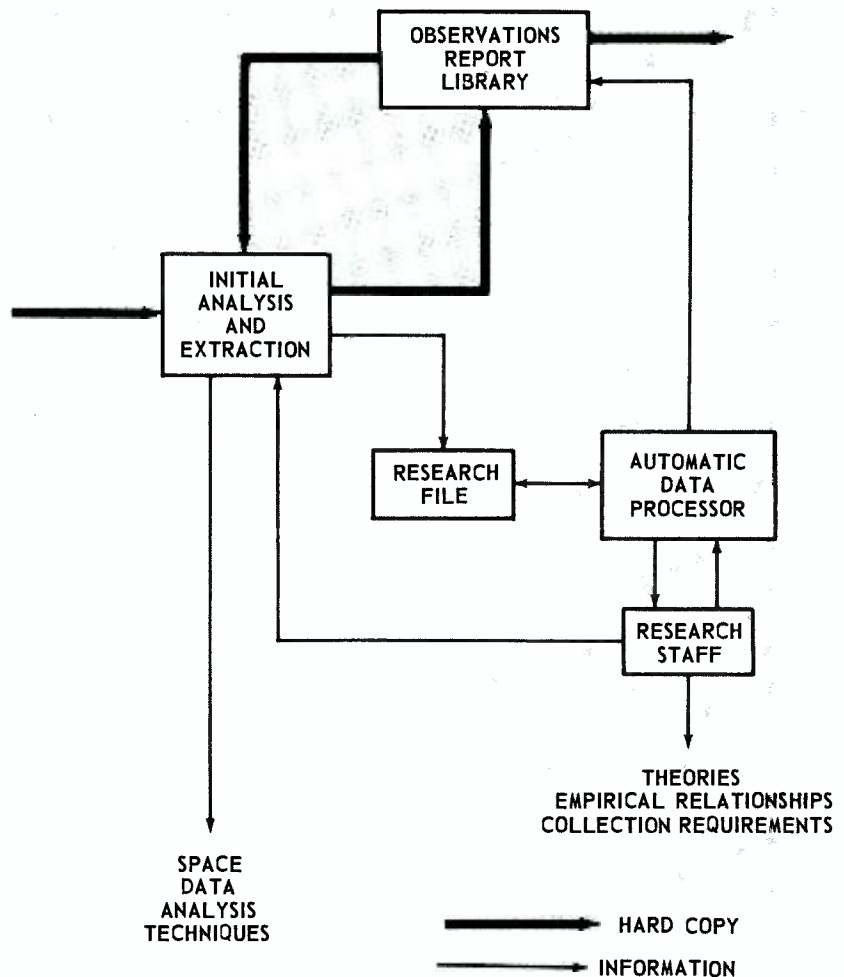 OBSERVATIONS
REPORT
LIBRARY
INITIAL
ANALYSIS
AND
EXTRACTION
RESEARCH
FILE
AUTOMATIC
DATA
PROCESSOR
RESEARCH
STAFF
THEORIES
EMPIRICAL RELATIONSHIPS
COLLECTION REQUIREMENTS
SPACE
DATA
ANALYSIS
TECHNIQUES
HARD COPY
INFORMATION